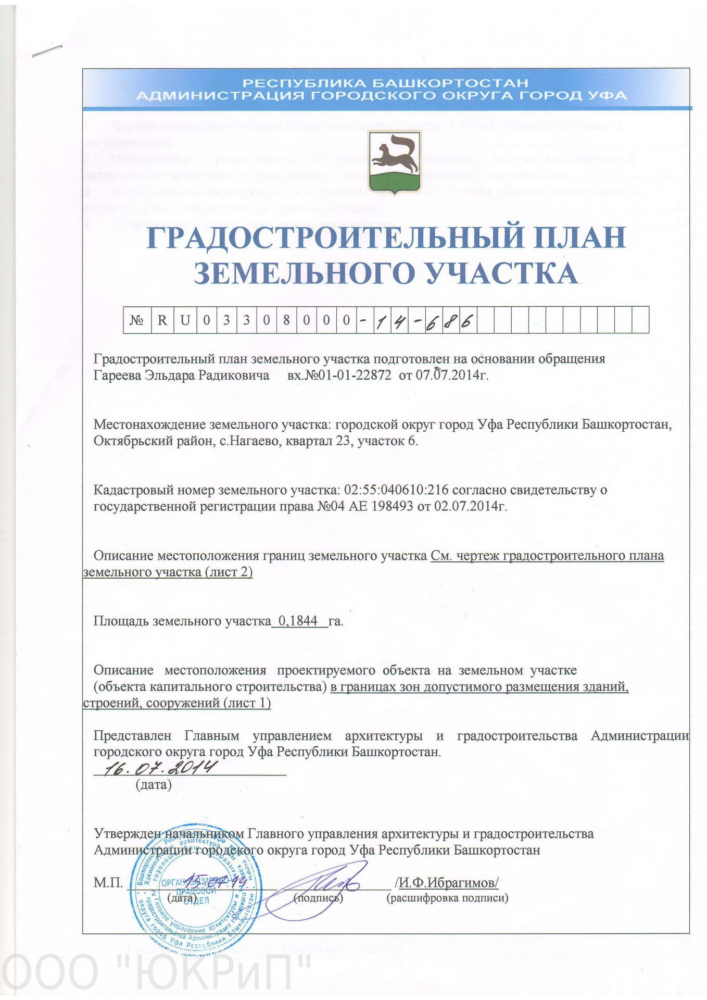 РЕСПУБЛИКА БАШКОРТОСТАН
АДМИНИСТРАЦИЯ ГОРОДСКОГО ОКРУГА ГОРОД УФА
ГРАДОСТРОИТЕЛЬНЫЙ ПЛАН
ЗЕМЕЛЬНОГО УЧАСТКА
№ R U 0 3 3 0 8 0 0 0 - 1 4 - 6 8 6
Градостроительный план земельного участка подготовлен на основании обращения
Гареева Эльдара Радиковича вх.№01-01-22872 от 07.07.2014г.
Местонахождение земельного участка: городской округ город Уфа Республики Башкортостан,
Октябрьский район, с.Нагаево, квартал 23, участок 6.
Кадастровый номер земельного участка: 02:55:040610:216 согласно свидетельству о
государственной регистрации права №04 АЕ 198493 от 02.07.2014г.
Описание местоположения границ земельного участка См. чертеж градостроительного плана
земельного участка (лист 2)
Площадь земельного участка 0,1844 га.
Описание местоположения проектируемого объекта на земельном участке
(объекта капитального строительства) в границах зон допустимого размещения зданий,
строений, сооружений (лист 1)
Представлен Главным управлением архитектуры и градостроительства Администрации
городского округа город Уфа Республики Башкортостан.
16.07.2014
(дата)
Утвержден начальником Главного управления архитектуры и градостроительства
Администрации городского округа город Уфа Республики Башкортостан
М.П. 15.07.14 /И.Ф.Ибрагимов/
(дата) (подпись) (расшифровка подписи)
ОРГАНИЗАЦИОННО-
ПРАВОВОЙ
ОТДЕЛ
Главное управление архитектуры и
градостроительства Администрации городского
округа город Уфа Республики Башкортостан
ООО "ЮКРиП"